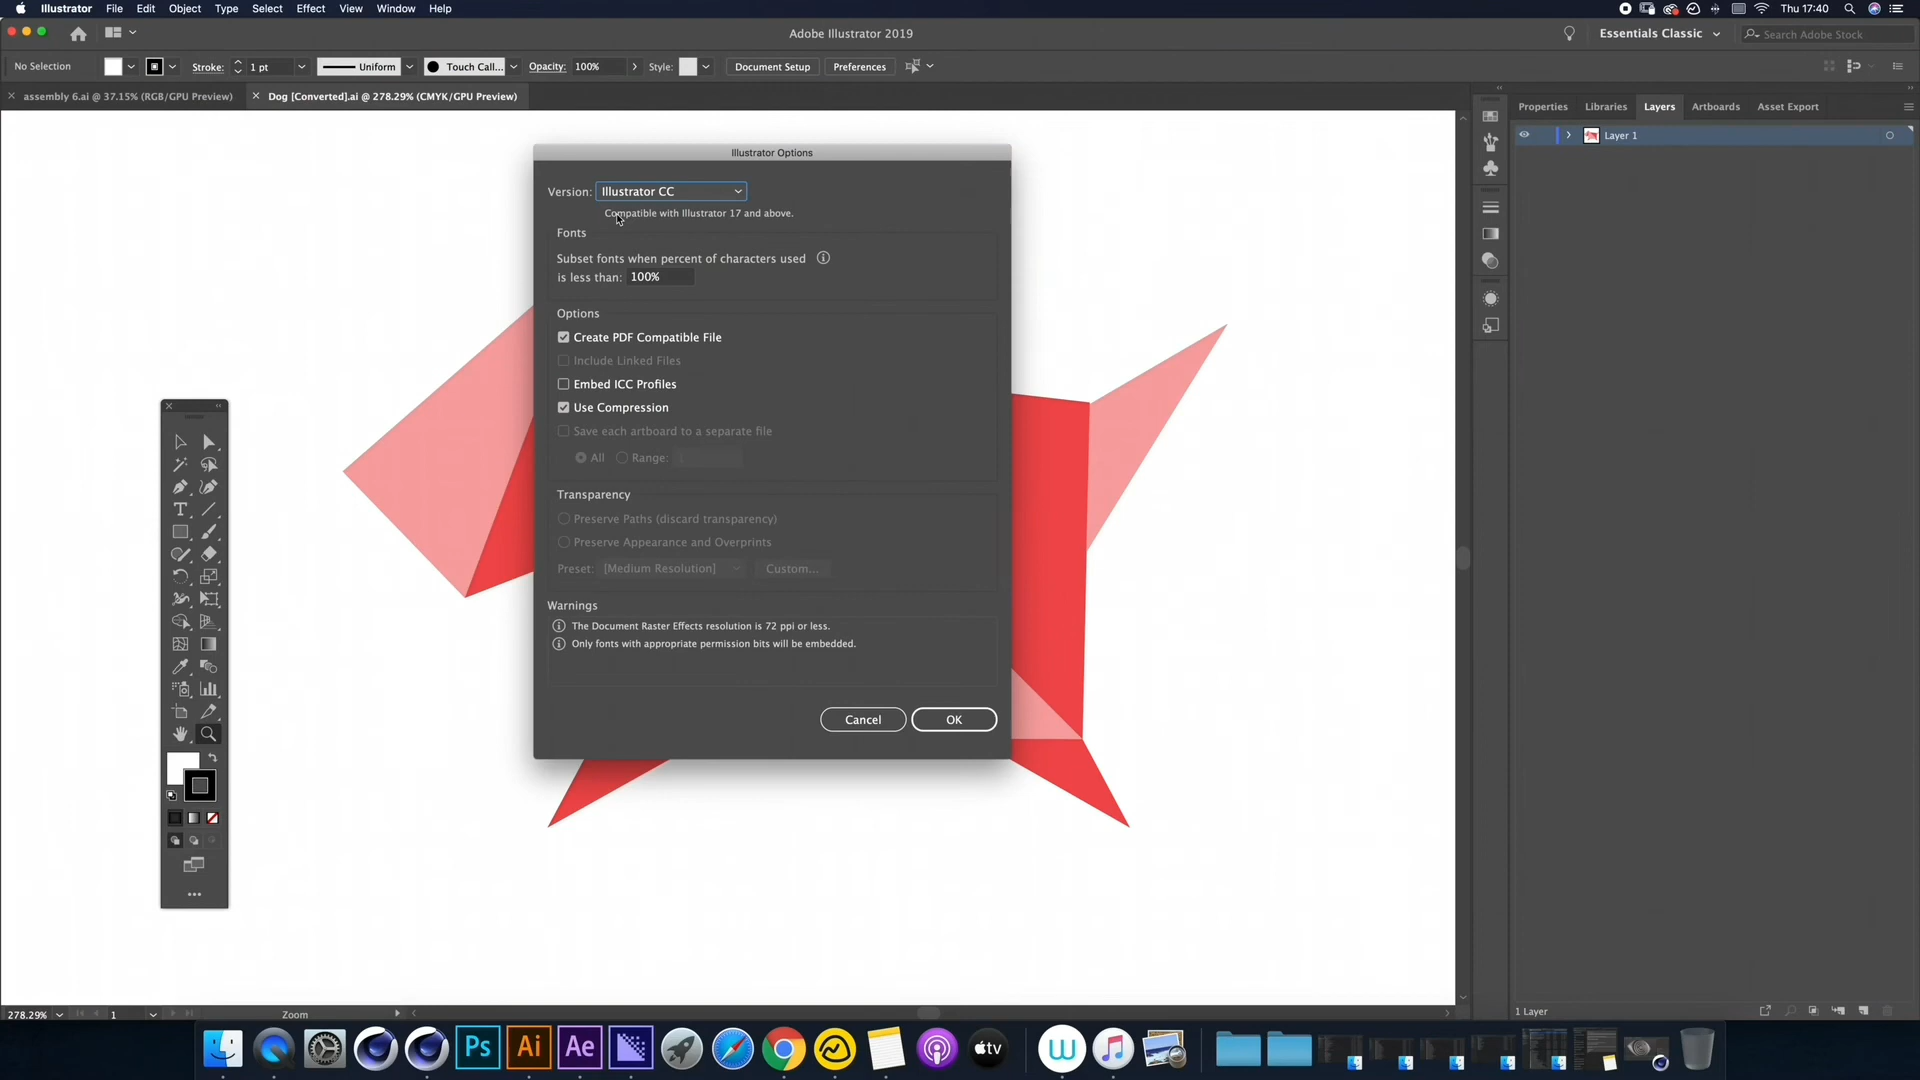 Illustrator File Edit Object Type Select Effect View Window Help Thu 17:40
Adobe Illustrator 2019 Essentials Classic Search Adobe Stock
No Selection Stroke: 1 pt Uniform Touch Call... Opacity: 100% Style: Document Setup Preferences
assembly 6.ai @ 37.15% (RGB/GPU Preview) Dog [Converted].ai @ 278.29% (CMYK/GPU Preview)
Properties Libraries Layers Artboards Asset Export
Layer 1
Illustrator Options
Version: Illustrator CC
Compatible with Illustrator 17 and above.
Fonts
Subset fonts when percent of characters used
is less than: 100%
Options
Create PDF Compatible File
Include Linked Files
Embed ICC Profiles
Use Compression
Save each artboard to a separate file
All Range: 1
Transparency
Preserve Paths (discard transparency)
Preserve Appearance and Overprints
Preset: [Medium Resolution] Custom...
Warnings
The Document Raster Effects resolution is 72 ppi or less.
Only fonts with appropriate permission bits will be embedded.
Cancel OK
278.29% 1 Zoom
1 Layer
Ps Ai Ae tv